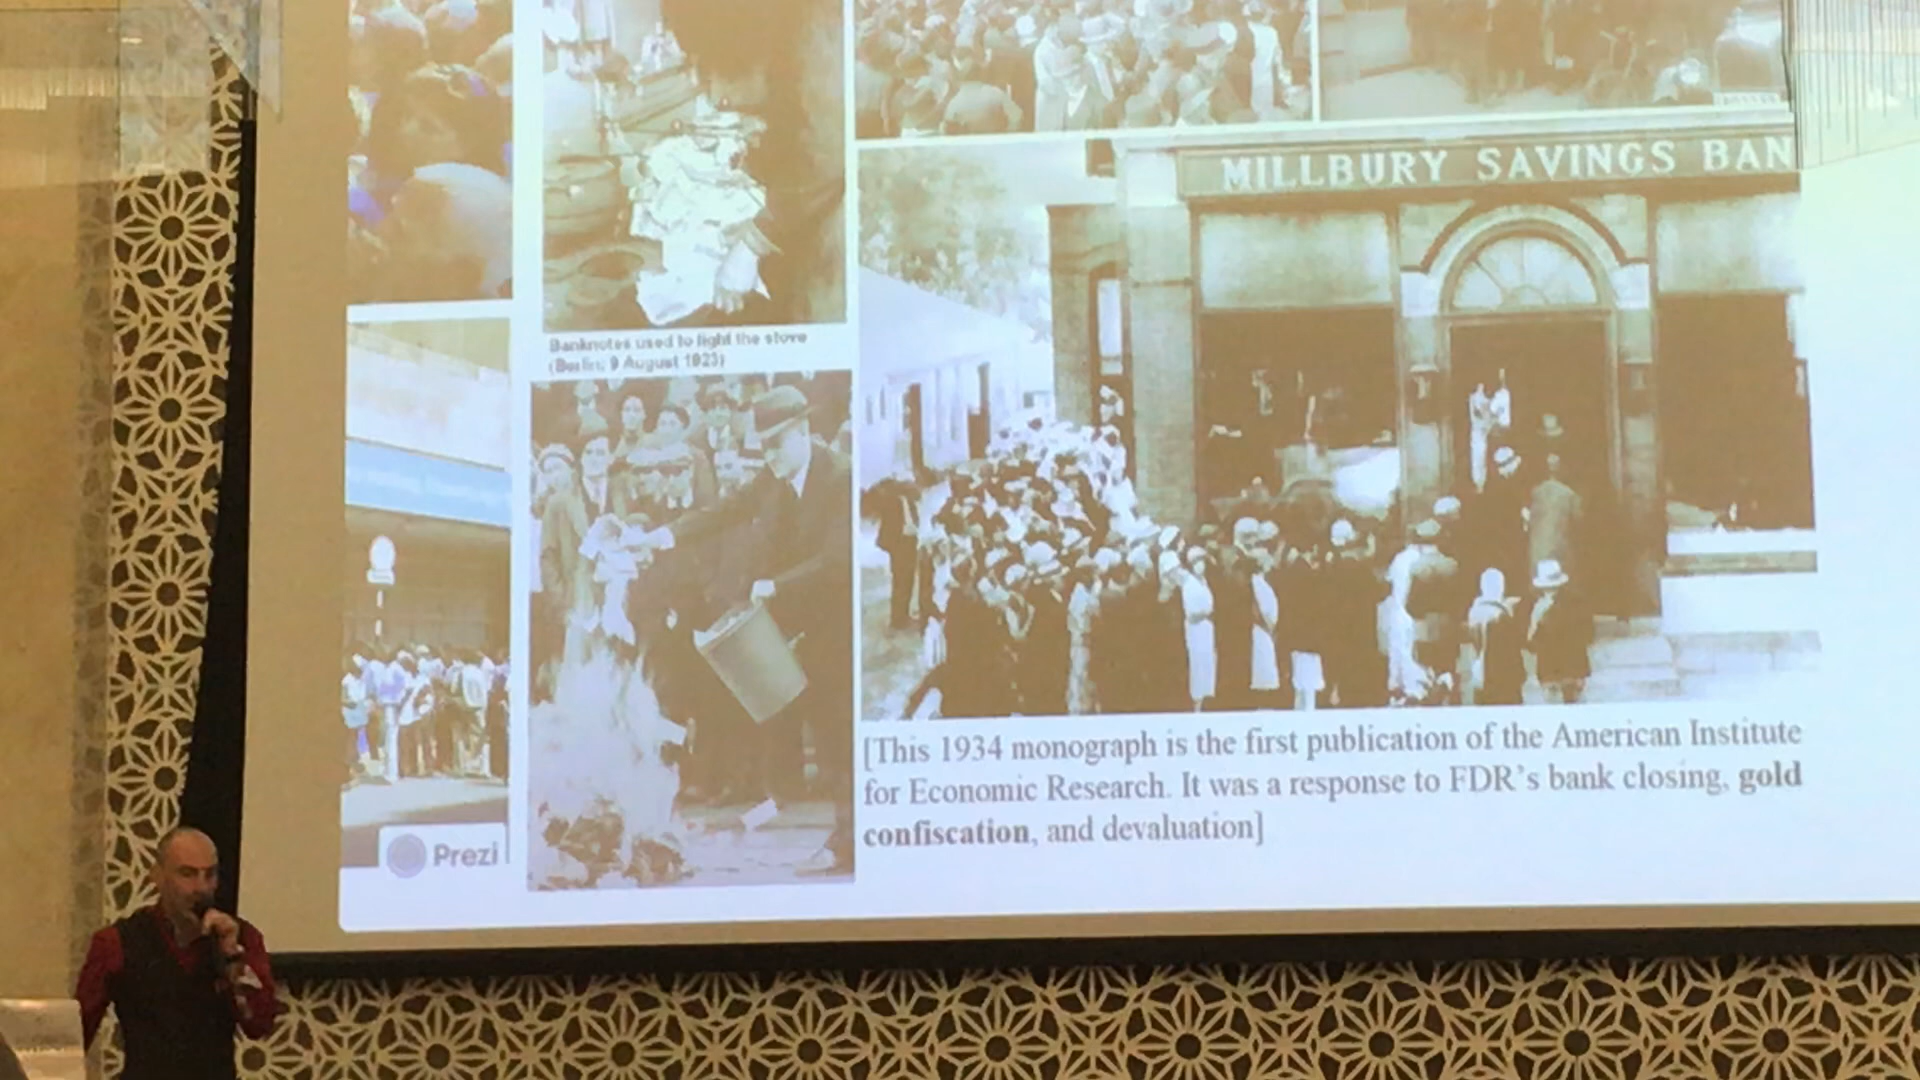 MILLBURY SAVINGS BAN
Banknotes used to light the stove
(Berlin, 9 August 1923)
[This 1934 monograph is the first publication of the American Institute
for Economic Research. It was a response to FDR's bank closing, gold
confiscation, and devaluation]
Prezi